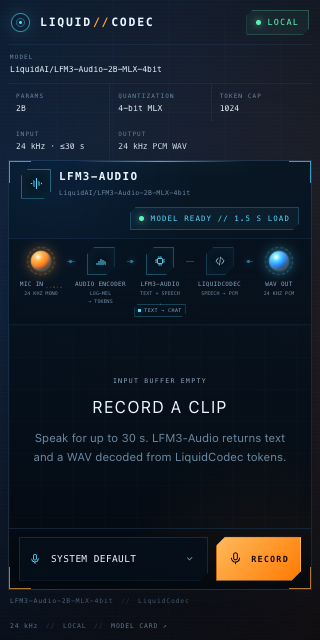 LIQUID//CODEC
LOCAL
MODEL
LiquidAI/LFM3-Audio-2B-MLX-4bit
PARAMS
2B
QUANTIZATION
4-bit MLX
TOKEN CAP
1024
INPUT
24 kHz · ≤30 s
OUTPUT
24 kHz PCM WAV
LFM3-AUDIO
LiquidAI/LFM3-Audio-2B-MLX-4bit
MODEL READY // 1.5 S LOAD
MIC IN
24 KHZ MONO
AUDIO ENCODER
LOG-MEL
→ TOKENS
LFM3-AUDIO
TEXT → SPEECH
TEXT → CHAT
LIQUIDCODEC
SPEECH → PCM
WAV OUT
24 KHZ PCM
INPUT BUFFER EMPTY
RECORD A CLIP
Speak for up to 30 s. LFM3-Audio returns text
and a WAV decoded from LiquidCodec tokens.
SYSTEM DEFAULT
RECORD
LFM3-Audio-2B-MLX-4bit // LiquidCodec
24 kHz // LOCAL // MODEL CARD ↗